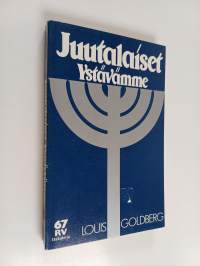 Juutalaiset
Ystävämme
67
RV
LOUIS GOLDBERG